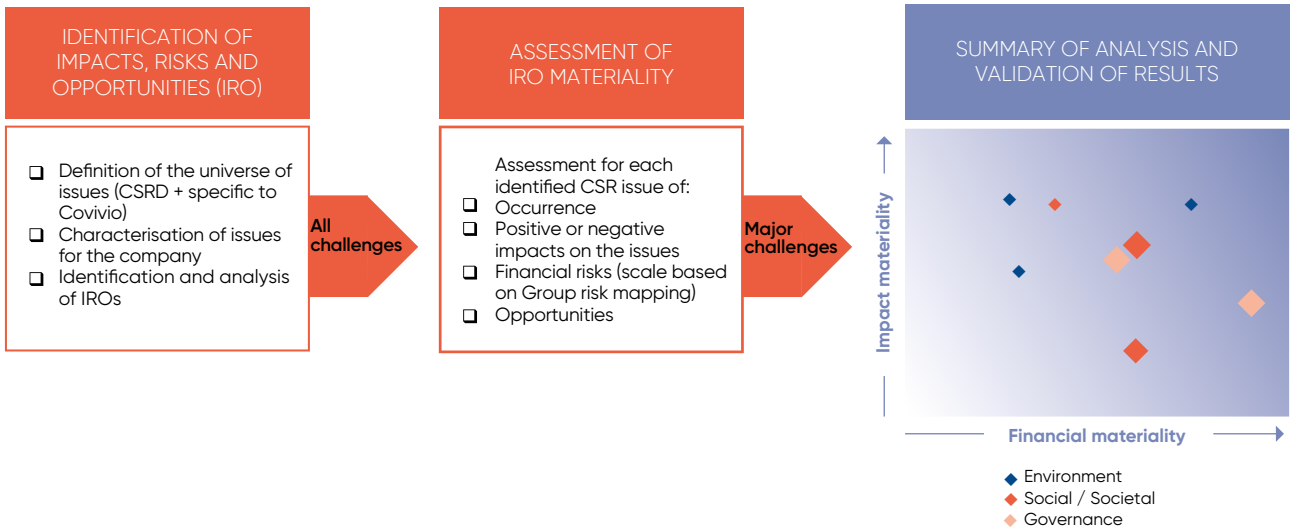 IDENTIFICATION OF
IMPACTS, RISKS AND
OPPORTUNITIES (IRO)
Definition of the universe of
issues (CSRD + specific to
Covivio)
Characterisation of issues
for the company
Identification and analysis
of IROs
All
challenges
ASSESSMENT OF
IRO MATERIALITY
Assessment for each
identified CSR issue of:
Occurrence
Positive or negative
impacts on the issues
Financial risks (scale based
on Group risk mapping)
Opportunities
Major
challenges
SUMMARY OF ANALYSIS AND
VALIDATION OF RESULTS
Impact materiality
Financial materiality
Environment
Social / Societal
Governance